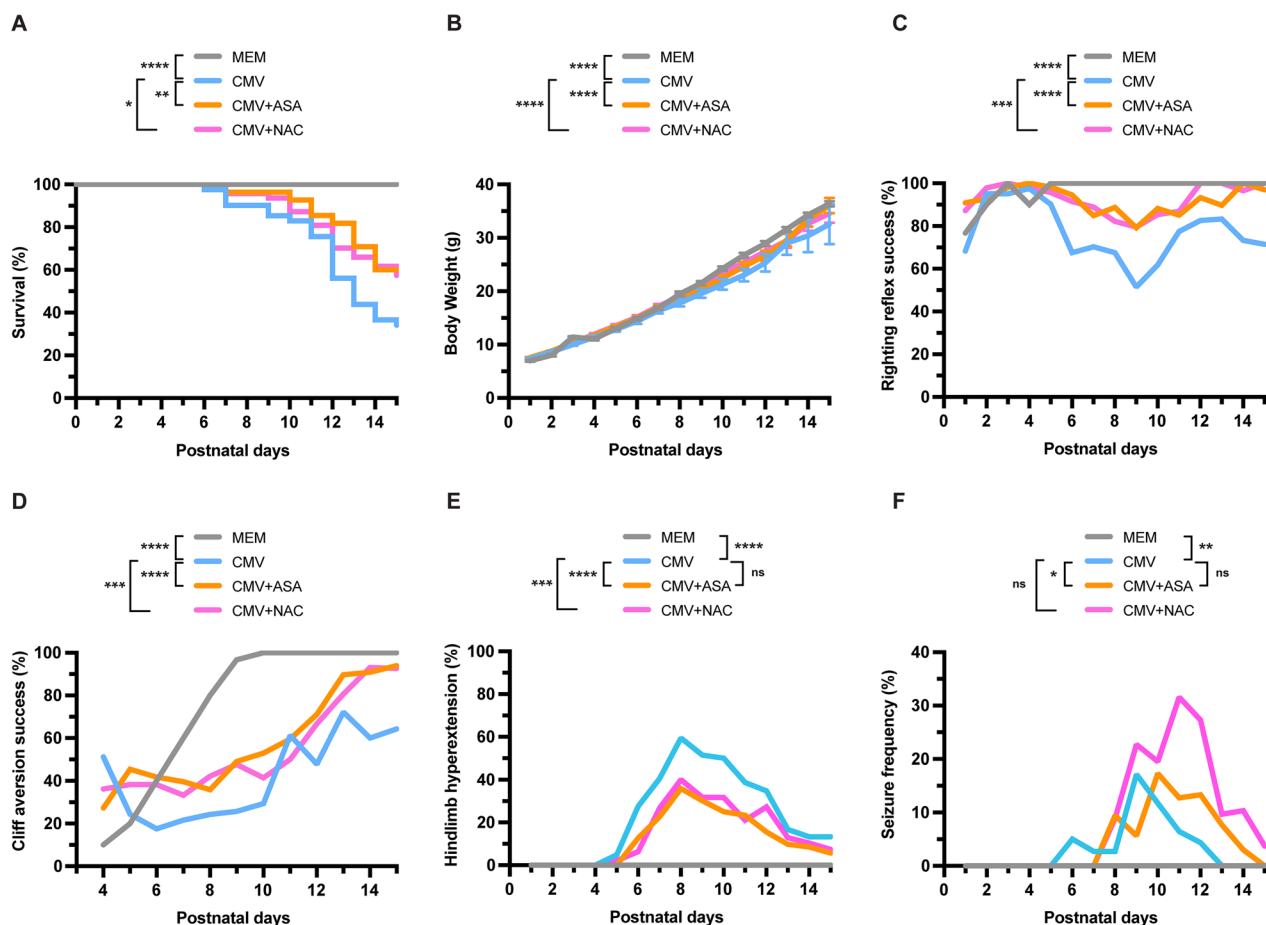 A
MEM
CMV
CMV+ASA
CMV+NAC
****
**
*
Survival (%)
100
80
60
40
20
0
0 2 4 6 8 10 12 14
Postnatal days
B
MEM
CMV
CMV+ASA
CMV+NAC
****
****
****
Body Weight (g)
40
30
20
10
0
0 2 4 6 8 10 12 14
Postnatal days
C
MEM
CMV
CMV+ASA
CMV+NAC
****
****
***
Righting reflex success (%)
100
80
60
40
20
0
0 2 4 6 8 10 12 14
Postnatal days
D
MEM
CMV
CMV+ASA
CMV+NAC
****
****
***
Cliff aversion success (%)
100
80
60
40
20
0
4 6 8 10 12 14
Postnatal days
E
MEM
CMV
CMV+ASA
CMV+NAC
****
****
***
ns
Hindlimb hyperextension (%)
100
80
60
40
20
0
0 2 4 6 8 10 12 14
Postnatal days
F
MEM
CMV
CMV+ASA
CMV+NAC
**
*
ns
ns
Seizure frequency (%)
40
30
20
10
0
0 2 4 6 8 10 12 14
Postnatal days